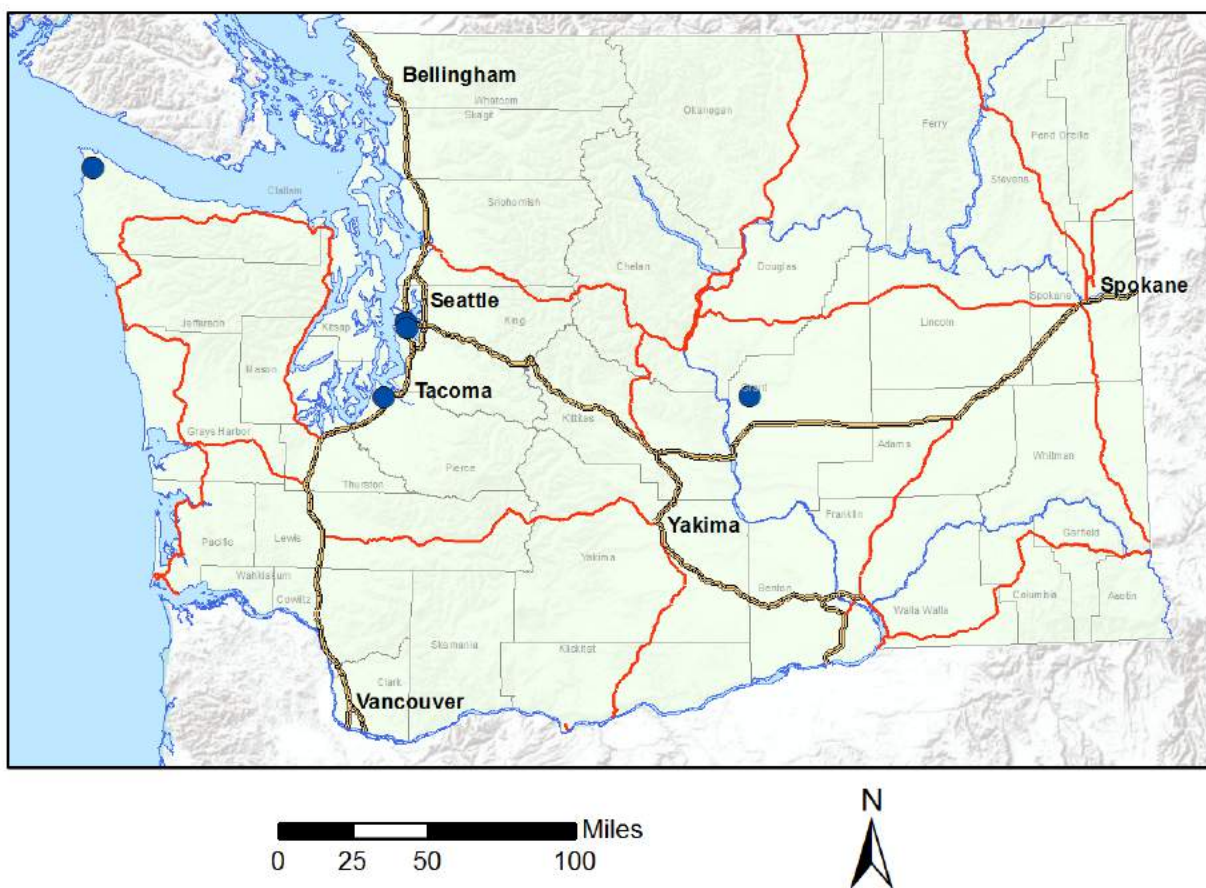 Bellingham
Whatcom
Skagit
Okanogan
Ferry
Pend Oreille
Stevens
Clallam
Snohomish
Chelan
Douglas
Seattle
Spokane
Spokane
King
Lincoln
Jefferson
Kitsap
Mason
Tacoma
Grant
Kittitas
Grays Harbor
Adams
Whitman
Pierce
Thurston
Franklin
Yakima
Garfield
Pacific
Lewis
Yakima
Wahkiakum
Cowlitz
Benton
Walla Walla
Columbia
Asotin
Skamania
Klickitat
Clark
Vancouver
N
Miles
0 25 50 100